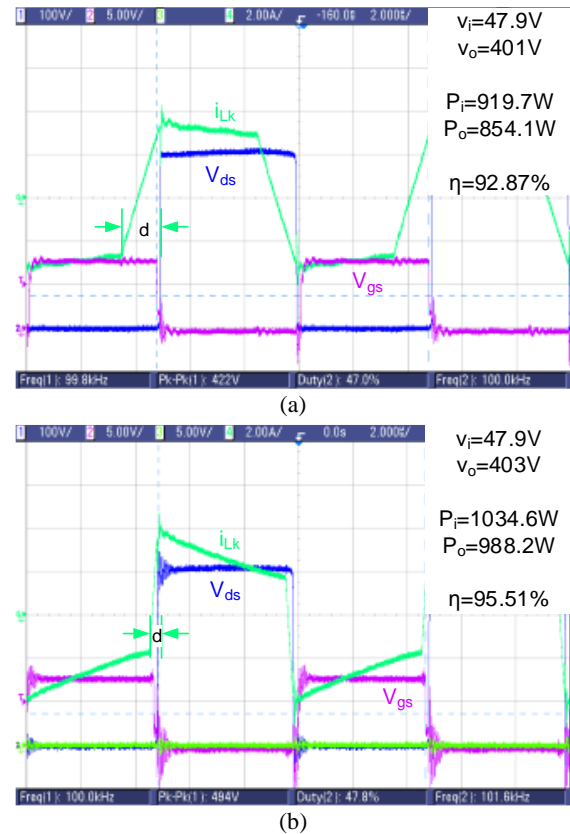 1 100V/ 2 5.00V/ 3 4 2.00A/ -160.0s 2.000s/
vi=47.9V
vo=401V
Pi=919.7W
Po=854.1W
η=92.87%
iLk
Vds
d
Vgs
Freq(1): 99.8kHz Pk-Pk(1): 422V Duty(2): 47.0% Freq(2): 100.0kHz
(a)
1 100V/ 2 5.00V/ 3 5.00V/ 4 2.00A/ 0.0s 2.000s/
vi=47.9V
vo=403V
Pi=1034.6W
Po=988.2W
η=95.51%
iLk
Vds
d
Vgs
Freq(1): 100.0kHz Pk-Pk(1): 494V Duty(2): 47.8% Freq(2): 101.6kHz
(b)